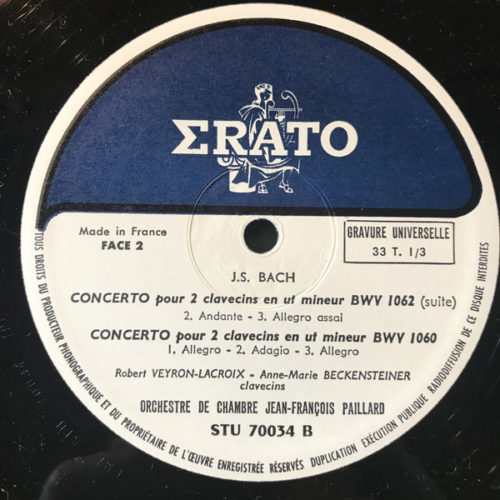 ΣRATO
Made in France
FACE 2
GRAVURE UNIVERSELLE
33 T. 1/3
J.S. BACH
CONCERTO pour 2 clavecins en ut mineur BWV 1062 (suite)
2. Andante - 3. Allegro assai
CONCERTO pour 2 clavecins en ut mineur BWV 1060
1. Allegro - 2. Adagio - 3. Allegro
Robert VEYRON-LACROIX - Anne-Marie BECKENSTEINER
clavecins
ORCHESTRE DE CHAMBRE JEAN-FRANÇOIS PAILLARD
STU 70034 B
TOUS DROITS DU PRODUCTEUR PHONOGRAPHIQUE ET DU PROPRIÉTAIRE DE L'ŒUVRE ENREGISTRÉE RÉSERVÉS DUPLICATION EXÉCUTION PUBLIQUE RADIODIFFUSION DE CE DISQUE INTERDITES